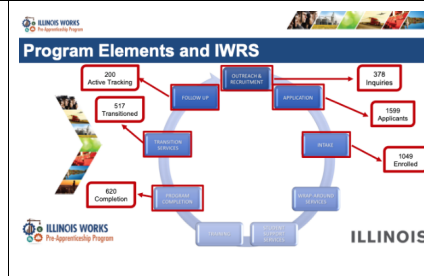 ILLINOIS WORKS
Pre-Apprenticeship Program
Program Elements and IWRS
200
Active Tracking
OUTREACH &
RECRUITMENT
378
Inquiries
FOLLOW UP
APPLICATION
517
Transitioned
1599
Applicants
TRANSITION
SERVICES
INTAKE
1049
Enrolled
620
Completion
PROGRAM
COMPLETION
WRAP-AROUND
SERVICES
TRAINING
STUDENT
SUPPORT
SERVICES
ILLINOIS WORKS
Pre-Apprenticeship Program
ILLINOIS